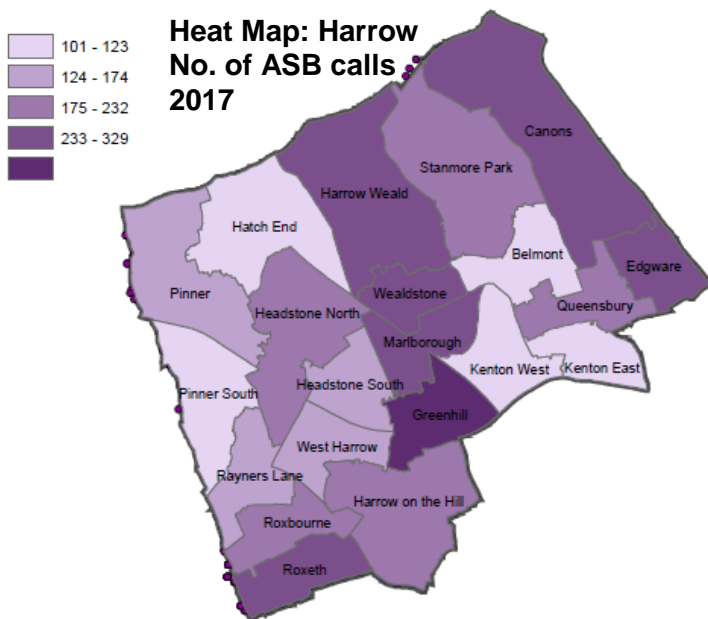 Heat Map: Harrow
No. of ASB calls
2017
101 - 123
124 - 174
175 - 232
233 - 329
Canons
Stanmore Park
Harrow Weald
Hatch End
Belmont
Edgware
Pinner
Wealdstone
Queensbury
Headstone North
Marlborough
Kenton West
Kenton East
Pinner South
Headstone South
Greenhill
West Harrow
Rayners Lane
Harrow on the Hill
Roxbourne
Roxeth